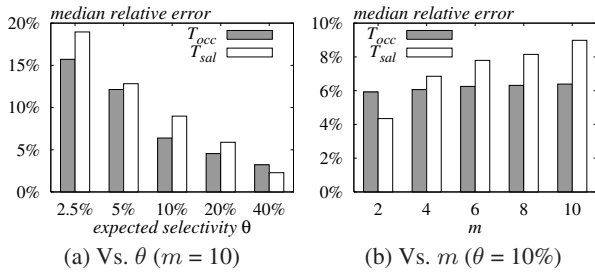 median relative error
20%
15%
10%
5%
0%
T_occ
T_sal
2.5% 5% 10% 20% 40%
expected selectivity θ
(a) Vs. θ (m = 10)
median relative error
10%
8%
6%
4%
2%
0%
T_occ
T_sal
2 4 6 8 10
m
(b) Vs. m (θ = 10%)